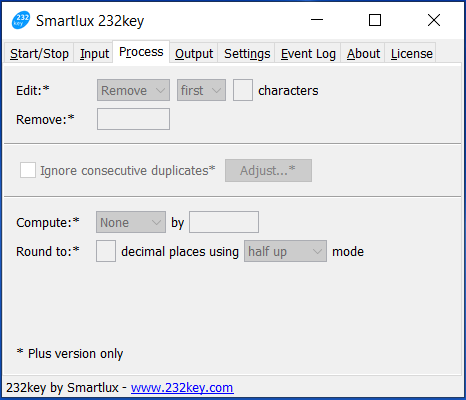 232
key
Smartlux 232key
Start/Stop Input Process Output Settings Event Log About License
Edit:* Remove first characters
Remove:*
Ignore consecutive duplicates* Adjust...*
Compute:* None by
Round to:* decimal places using half up mode
* Plus version only
232key by Smartlux - www.232key.com